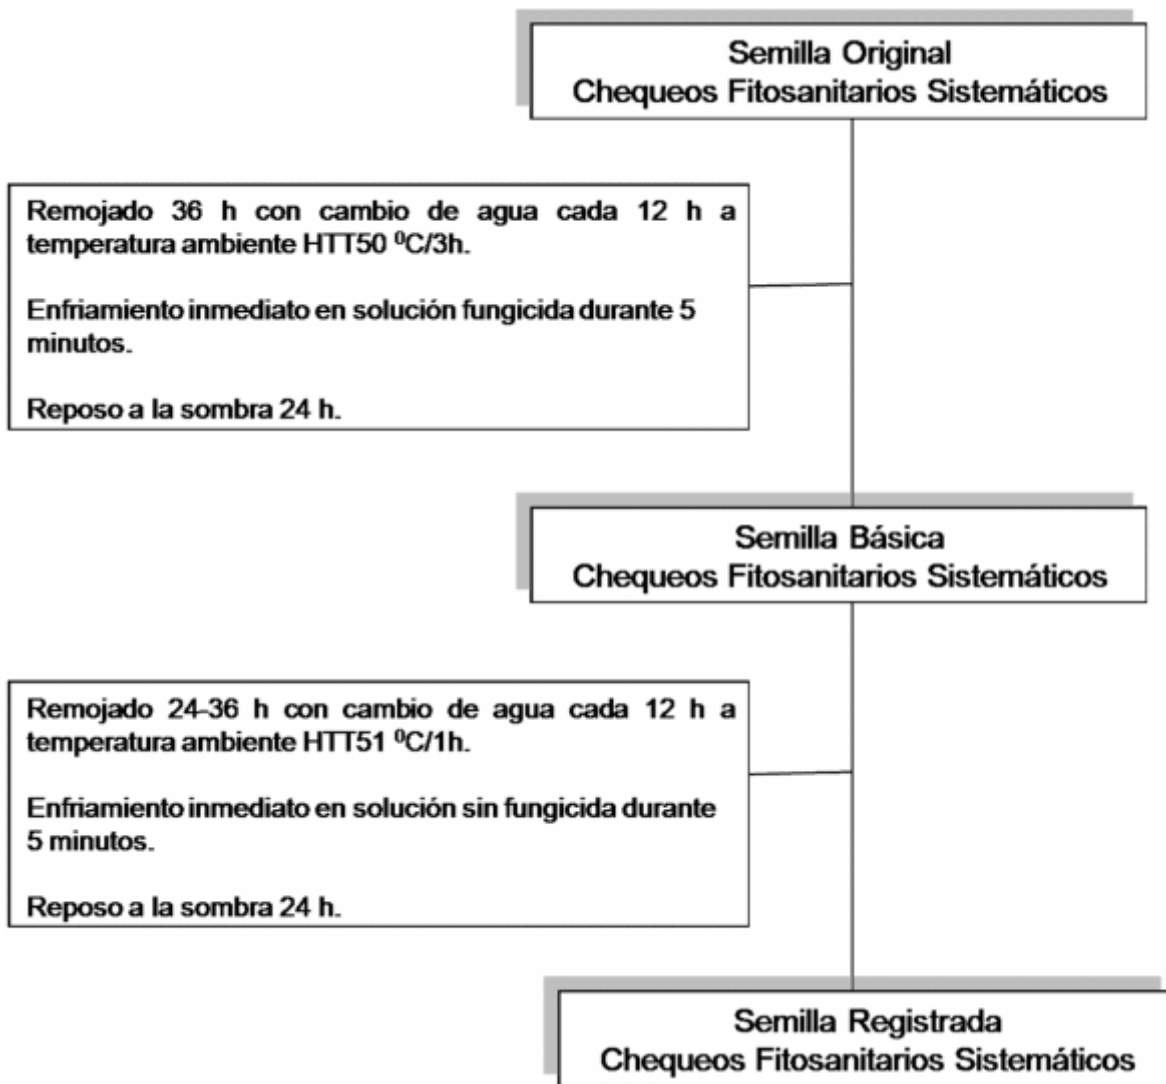 Semilla Original
Chequeos Fitosanitarios Sistemáticos
Remojado 36 h con cambio de agua cada 12 h a
temperatura ambiente HTT50 ⁰C/3h.
Enfriamiento inmediato en solución fungicida durante 5
minutos.
Reposo a la sombra 24 h.
Semilla Básica
Chequeos Fitosanitarios Sistemáticos
Remojado 24-36 h con cambio de agua cada 12 h a
temperatura ambiente HTT51 ⁰C/1h.
Enfriamiento inmediato en solución sin fungicida durante
5 minutos.
Reposo a la sombra 24 h.
Semilla Registrada
Chequeos Fitosanitarios Sistemáticos